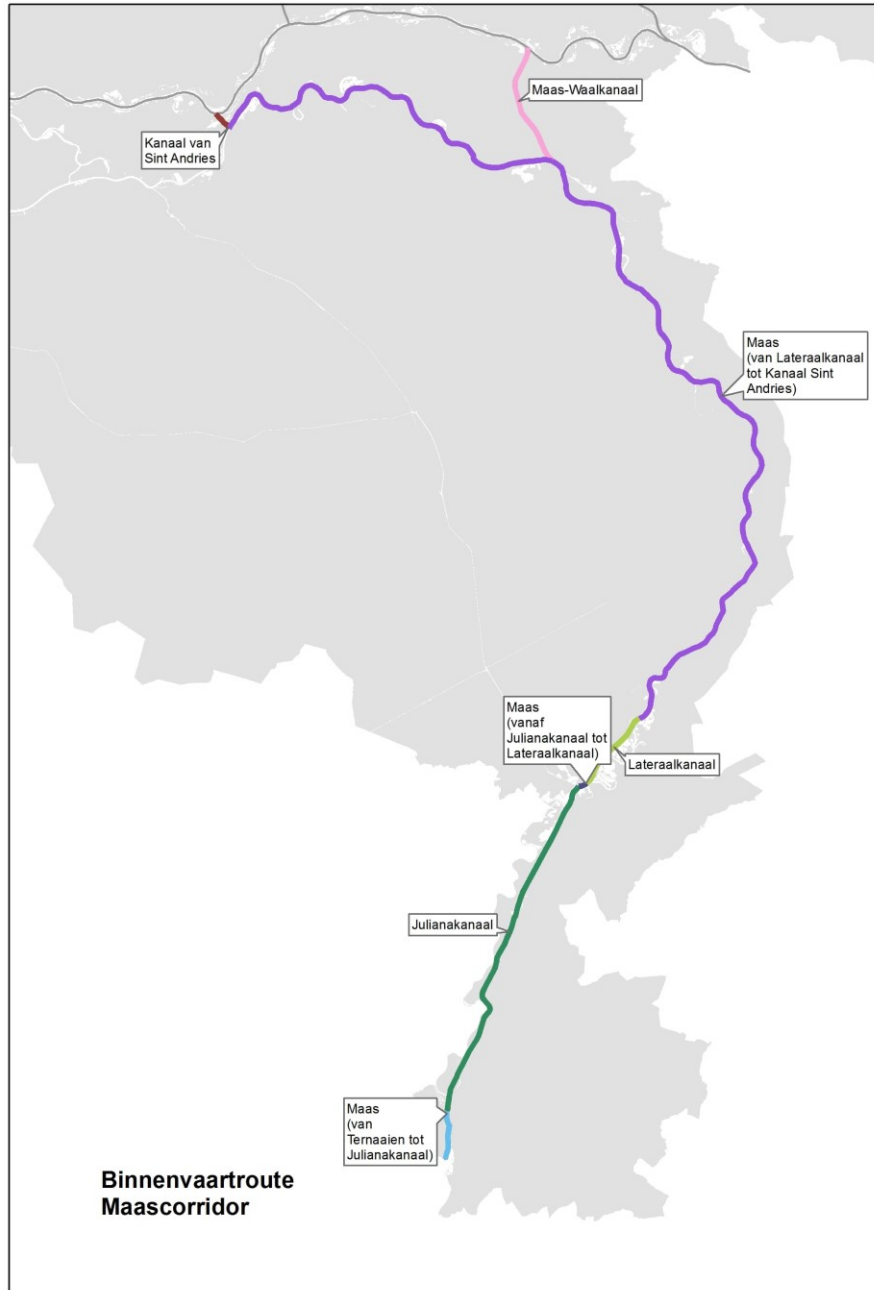 Maas-Waalkanaal
Kanaal van
Sint Andries
Maas
(van Lateraalkanaal
tot Kanaal Sint
Andries)
Maas
(vanaf
Julianakanaal tot
Lateraalkanaal)
Lateraalkanaal
Julianakanaal
Maas
(van
Ternaaien tot
Julianakanaal)
Binnenvaartroute
Maascorridor